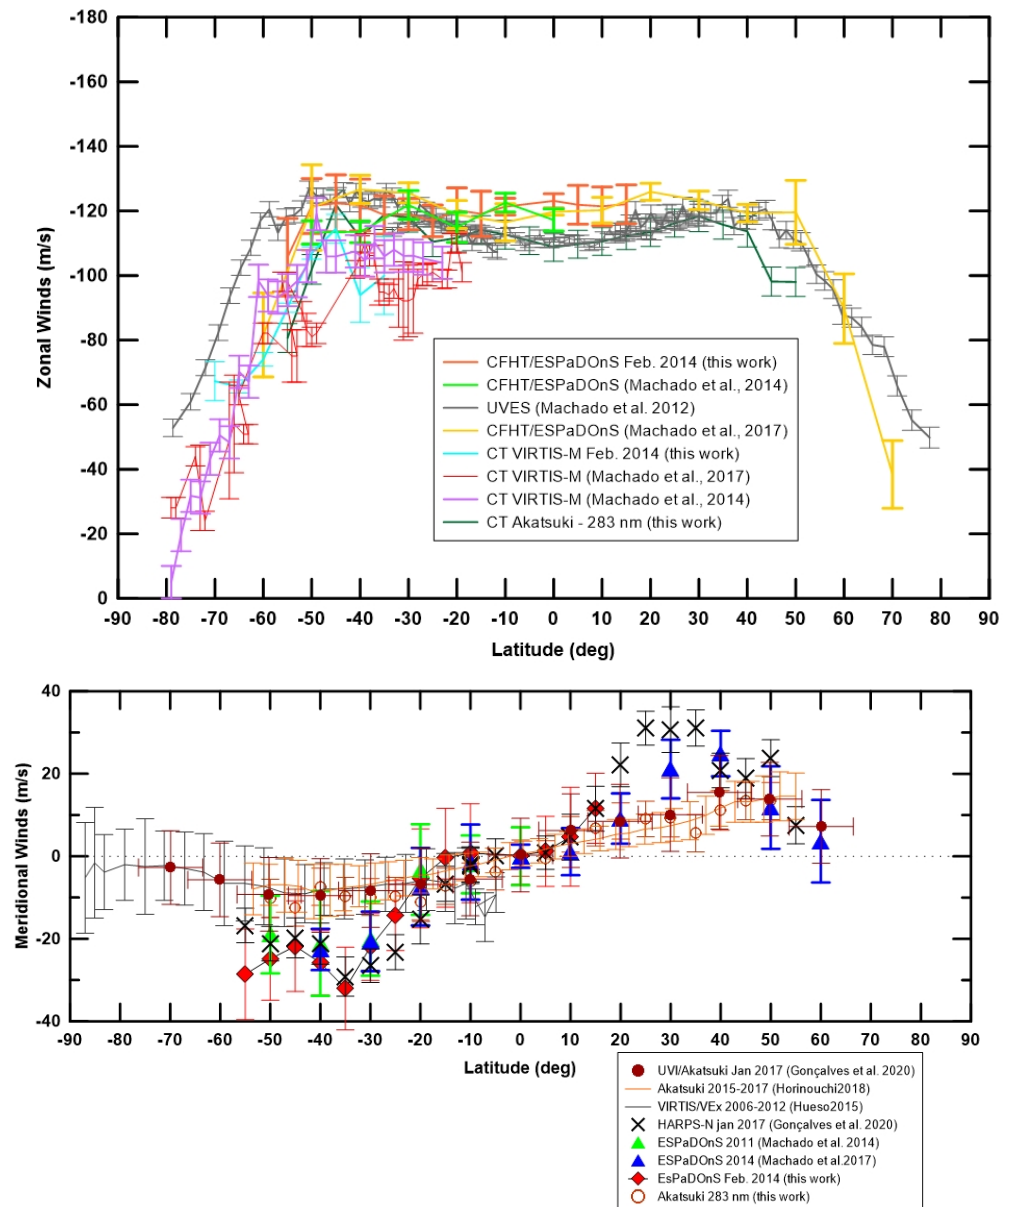 -180
-160
-140
-120
-100
-80
-60
-40
-20
0
Zonal Winds (m/s)
CFHT/ESPaDOnS Feb. 2014 (this work)
CFHT/ESPaDOnS (Machado et al., 2014)
UVES (Machado et al. 2012)
CFHT/ESPaDOnS (Machado et al., 2017)
CT VIRTIS-M Feb. 2014 (this work)
CT VIRTIS-M (Machado et al., 2017)
CT VIRTIS-M (Machado et al., 2014)
CT Akatsuki - 283 nm (this work)
-90 -80 -70 -60 -50 -40 -30 -20 -10 0 10 20 30 40 50 60 70 80 90
Latitude (deg)
40
20
0
-20
-40
Meridional Winds (m/s)
-90 -80 -70 -60 -50 -40 -30 -20 -10 0 10 20 30 40 50 60 70 80 90
Latitude (deg)
UVI/Akatsuki Jan 2017 (Gonçalves et al. 2020)
Akatsuki 2015-2017 (Horinouchi2018)
VIRTIS/VEx 2006-2012 (Hueso2015)
HARPS-N jan 2017 (Gonçalves et al. 2020)
ESPaDOnS 2011 (Machado et al. 2014)
ESPaDOnS 2014 (Machado et al.2017)
EsPaDOnS Feb. 2014 (this work)
Akatsuki 283 nm (this work)